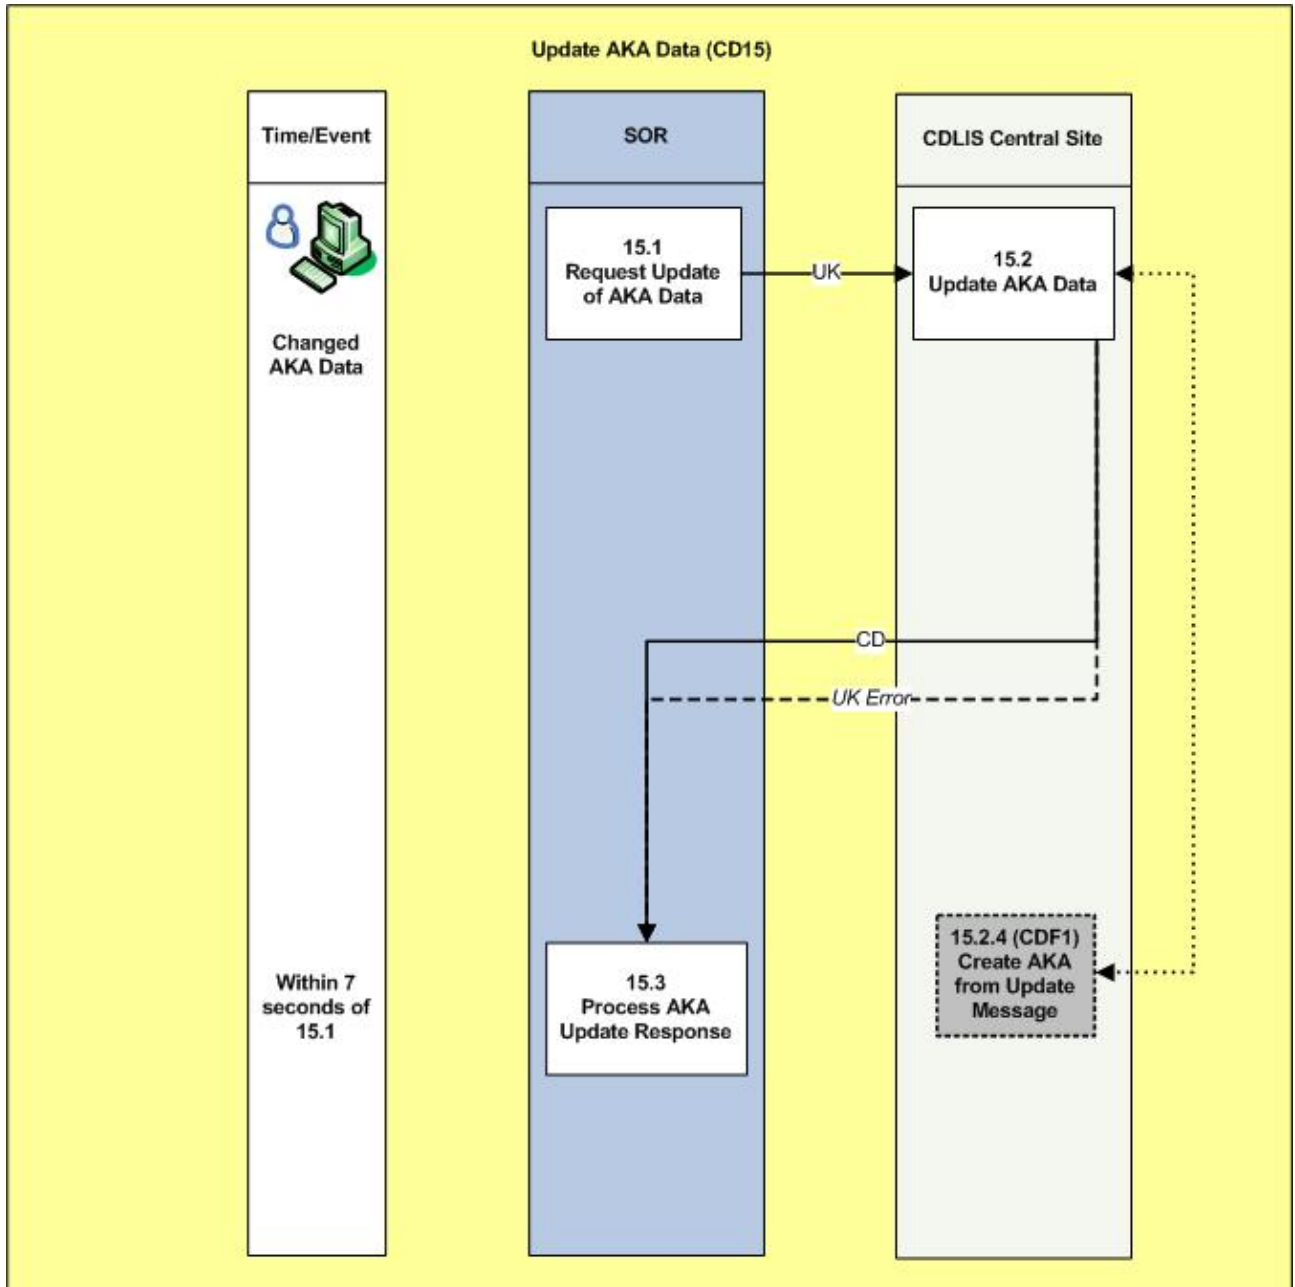 Update AKA Data (CD15)
Time/Event
SOR
CDLIS Central Site
15.1
Request Update
of AKA Data
UK
15.2
Update AKA Data
Changed
AKA Data
CD
UK Error
15.2.4 (CDF1)
Create AKA
from Update
Message
Within 7
seconds of
15.1
15.3
Process AKA
Update Response